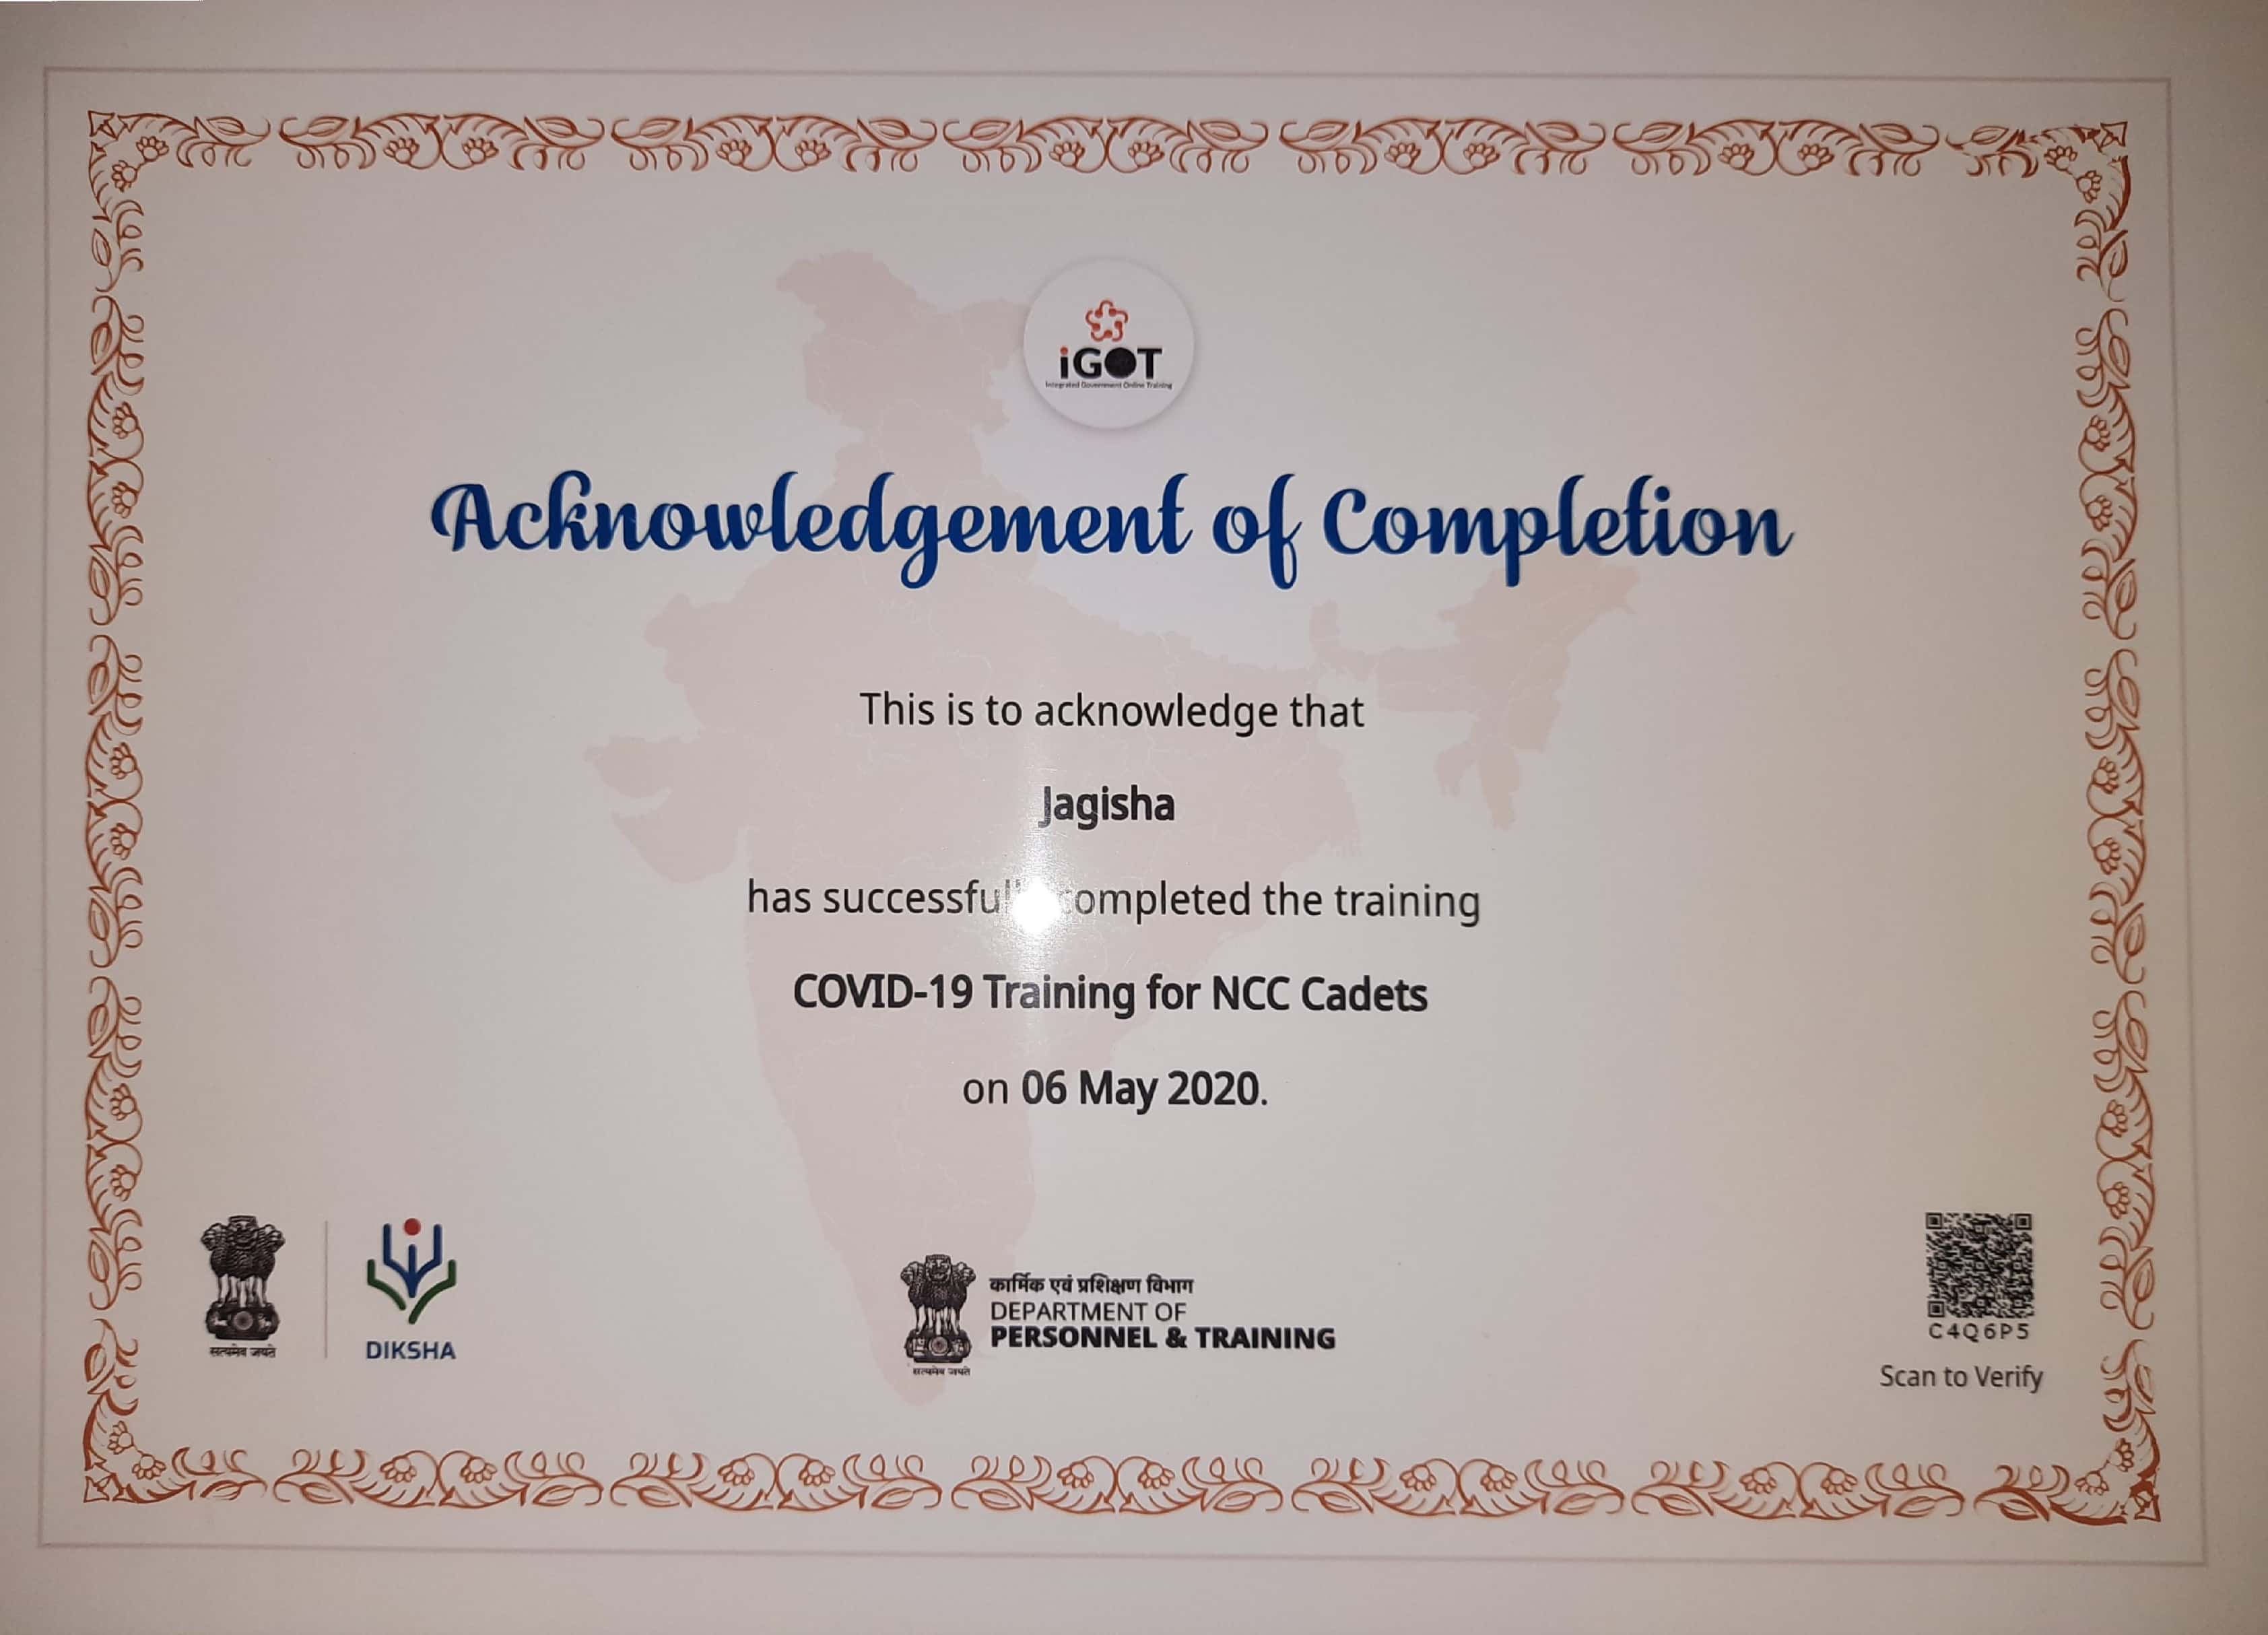 iGOT
Integrated Government Online Training
Acknowledgement of Completion
This is to acknowledge that
Jagisha
has successfully completed the training
COVID-19 Training for NCC Cadets
on 06 May 2020.
सत्यमेव जयते
DIKSHA
कार्मिक एवं प्रशिक्षण विभाग
DEPARTMENT OF
PERSONNEL & TRAINING
सत्यमेव जयते
C4Q6P5
Scan to Verify